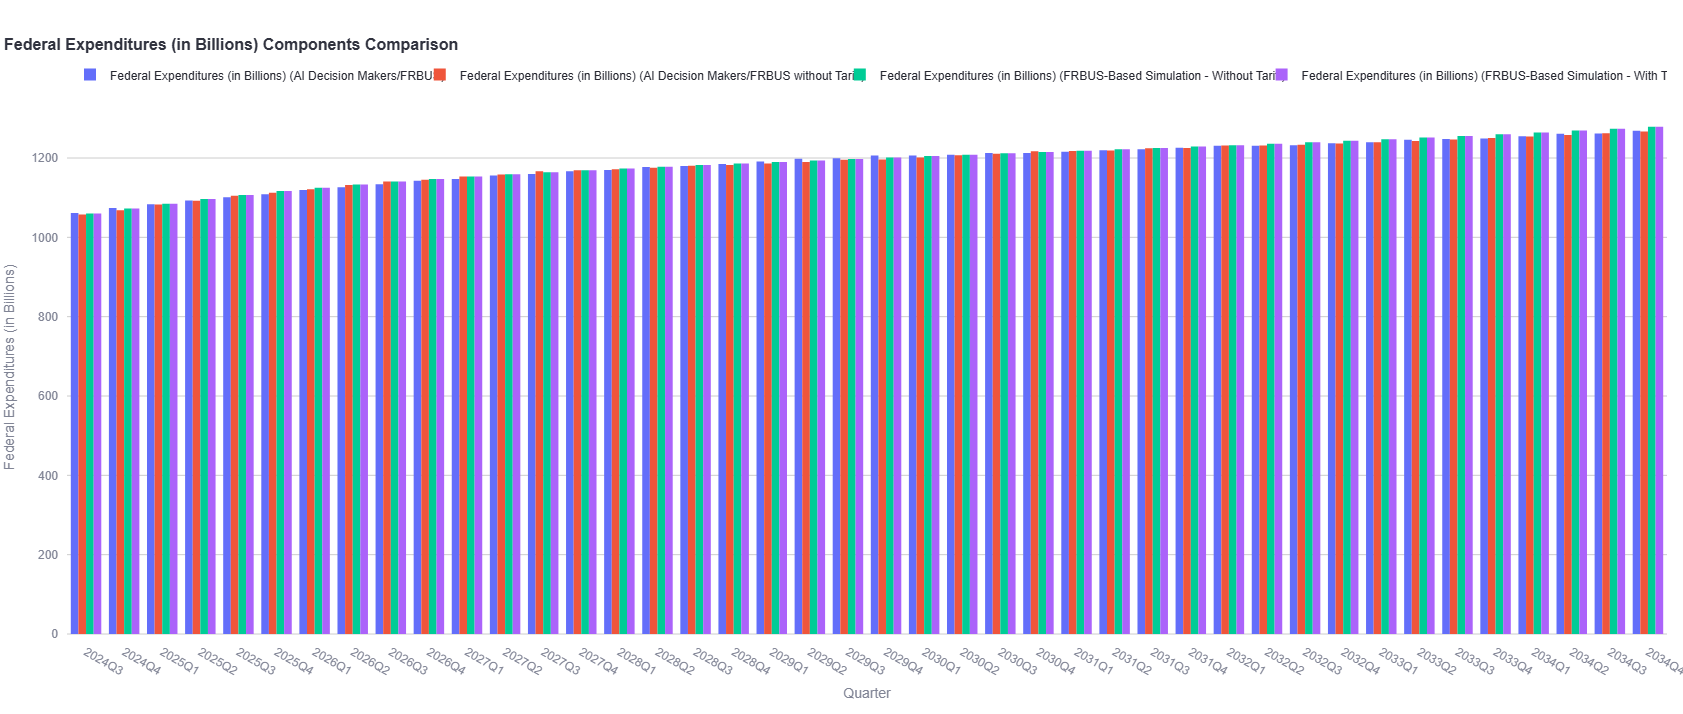 Federal Expenditures (in Billions) Components Comparison
Federal Expenditures (in Billions) (AI Decision Makers/FRBUS) Federal Expenditures (in Billions) (AI Decision Makers/FRBUS without Tari Federal Expenditures (in Billions) (FRBUS-Based Simulation - Without Tari Federal Expenditures (in Billions) (FRBUS-Based Simulation - With T
1200
1000
800
600
400
200
0
Federal Expenditures (in Billions)
2024Q3 2024Q4 2025Q1 2025Q2 2025Q3 2025Q4 2026Q1 2026Q2 2026Q3 2026Q4 2027Q1 2027Q2 2027Q3 2027Q4 2028Q1 2028Q2 2028Q3 2028Q4 2029Q1 2029Q2 2029Q3 2029Q4 2030Q1 2030Q2 2030Q3 2030Q4 2031Q1 2031Q2 2031Q3 2031Q4 2032Q1 2032Q2 2032Q3 2032Q4 2033Q1 2033Q2 2033Q3 2033Q4 2034Q1 2034Q2 2034Q3 2034Q4
Quarter